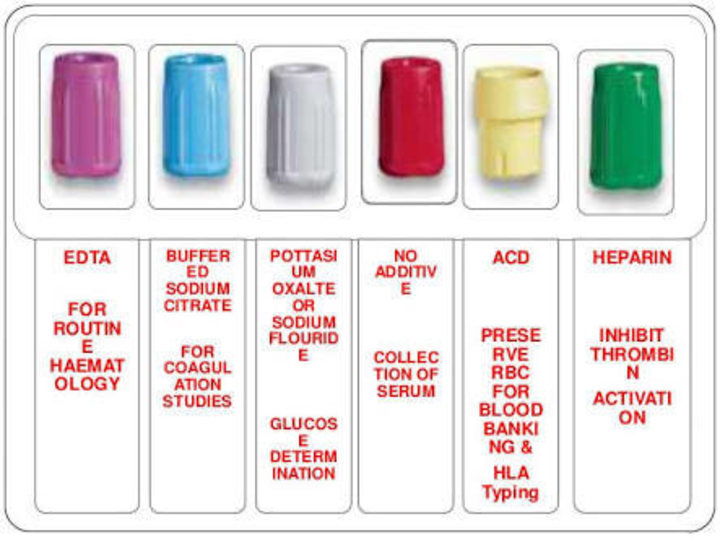 EDTA
FOR
ROUTIN
E
HAEMAT
OLOGY
BUFFER
ED
SODIUM
CITRATE
FOR
COAGUL
ATION
STUDIES
POTTASI
UM
OXALTE
OR
SODIUM
FLOURID
E
GLUCOS
E
DETERM
INATION
NO
ADDITIV
E
COLLEC
TION OF
SERUM
ACD
PRESE
RVE
RBC
FOR
BLOOD
BANKI
NG &
HLA
Typing
HEPARIN
INHIBIT
THROMBI
N
ACTIVATI
ON